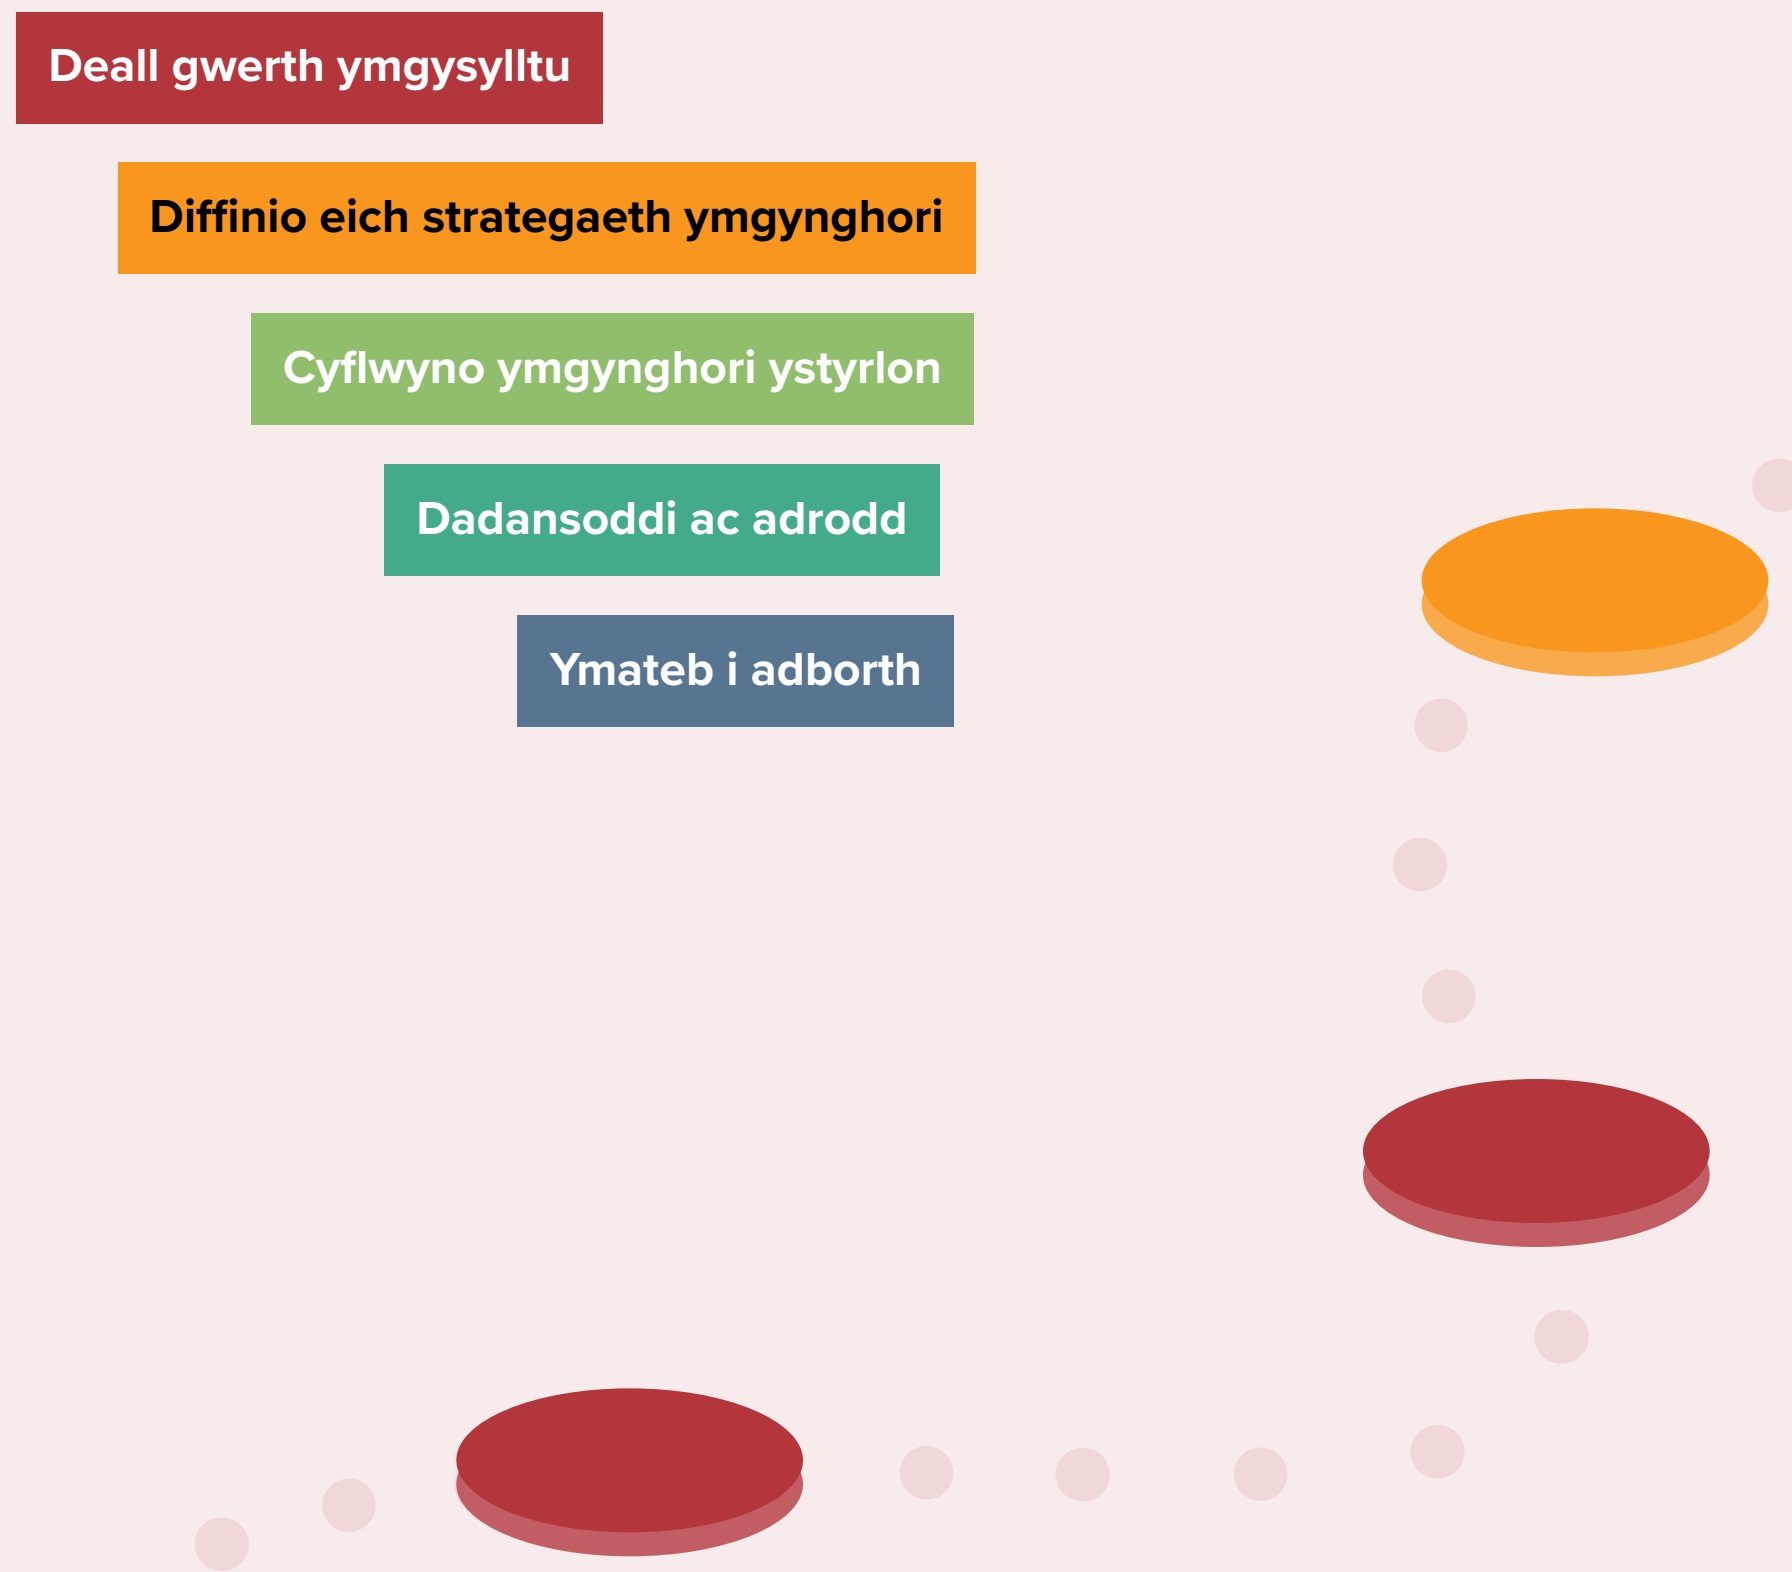 Deall gwerth ymgysylltu
Diffinio eich strategaeth ymgynghori
Cyflwyno ymgynghori ystyrlon
Dadansoddi ac adrodd
Ymateb i adborth